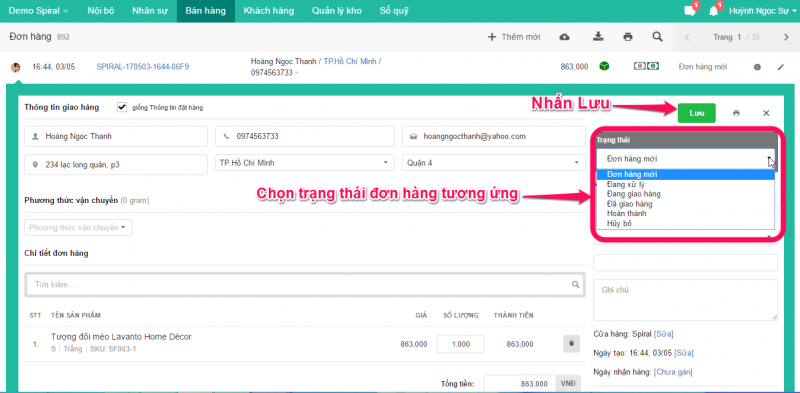 Demo Spiral Nội bộ Nhân sự Bán hàng Khách hàng Quản lý kho Sổ quỹ 1 1 Huỳnh Ngọc Sự
Đơn hàng 892 Thêm mới Trang 1 / 30
16:44, 03/05 SPIRAL-170503-1644-06F9 Hoàng Ngọc Thanh / TP.Hồ Chí Minh / 863,000 Đơn hàng mới
0974563733
Nhấn Lưu
Thông tin giao hàng giống Thông tin đặt hàng Lưu
Trạng thái
Hoàng Ngọc Thanh 0974563733 hoangngocthanh@yahoo.com
Đơn hàng mới
234 lạc long quân, p3 TP.Hồ Chí Minh Quận 4
Đơn hàng mới
Đang xử lý
Chọn trạng thái đơn hàng tương ứng
Đang giao hàng
Phương thức vận chuyển (0 gram)
Đã giao hàng
Hoàn thành
Hủy bỏ
Phương thức vận chuyển
Chi tiết đơn hàng
Tìm kiếm...
Ghi chú
STT TÊN SẢN PHẨM GIÁ SỐ LƯỢNG THÀNH TIỀN
Cửa hàng: Spiral [Sửa]
1. Tượng đôi mèo Lavanto Home Décor 863,000 1.000 863,000
S Trắng SKU: SF003-1
Ngày tạo: 16:44, 03/05 [Sửa]
Ngày nhận hàng: [Chưa gán]
Tổng tiền: 863,000 VNĐ